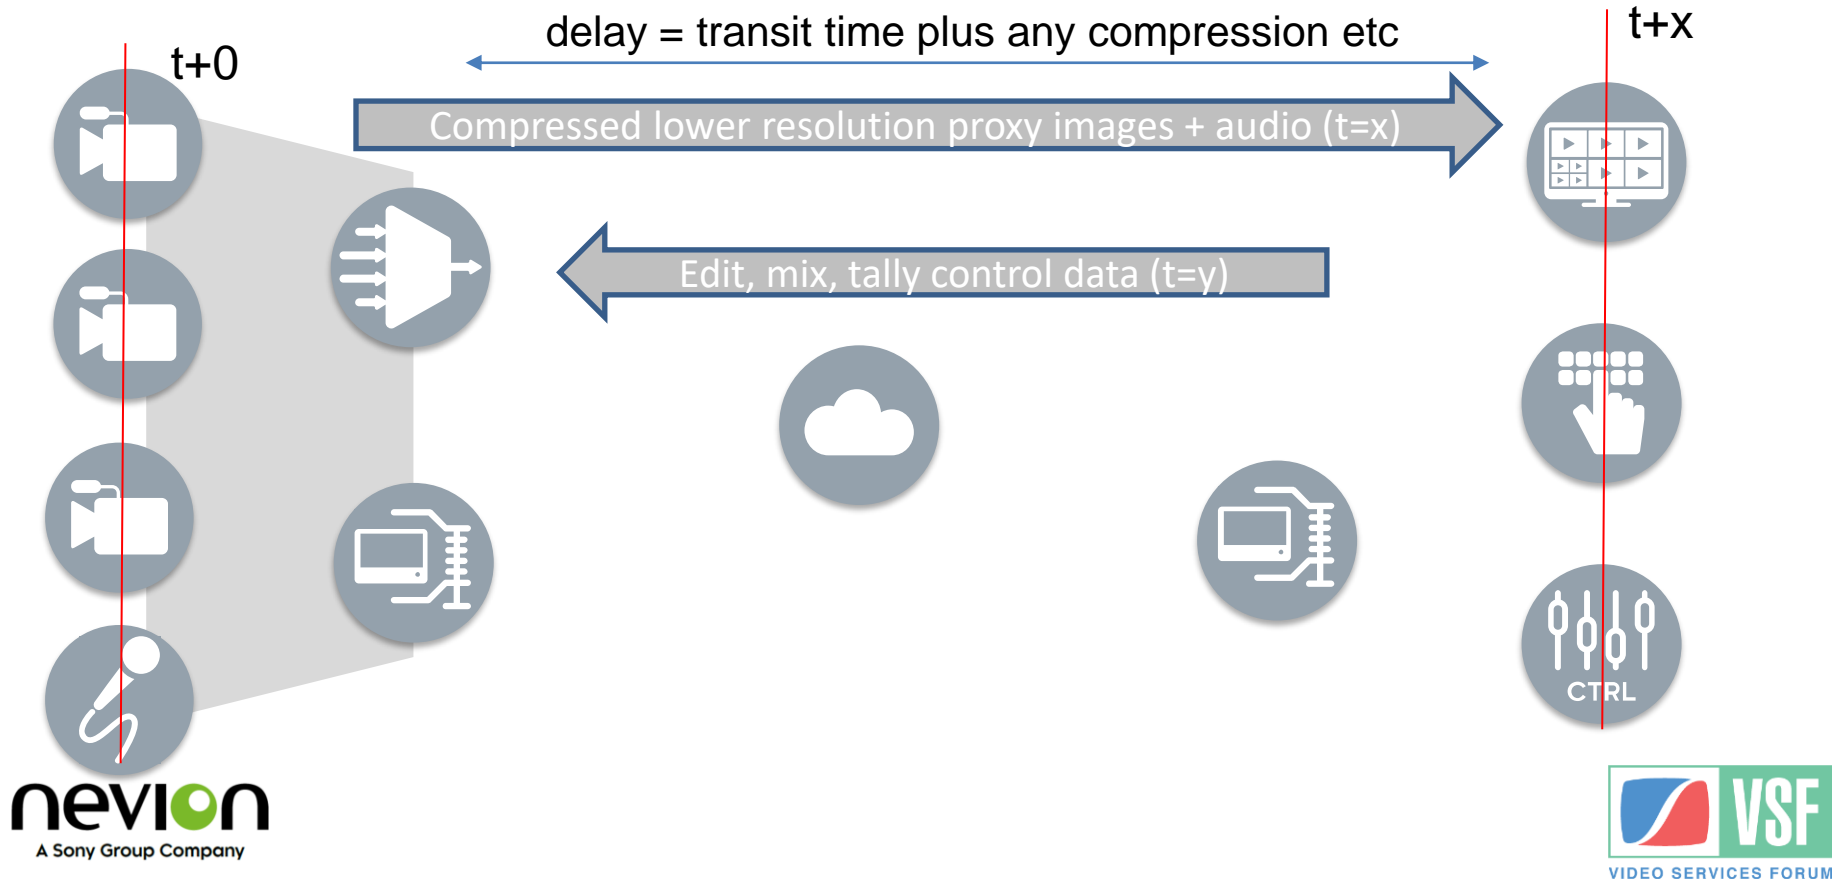 delay = transit time plus any compression etc
t+x
t+0
Compressed lower resolution proxy images + audio (t=x)
Edit, mix, tally control data (t=y)
CTRL
nevion
A Sony Group Company
VSF
VIDEO SERVICES FORUM